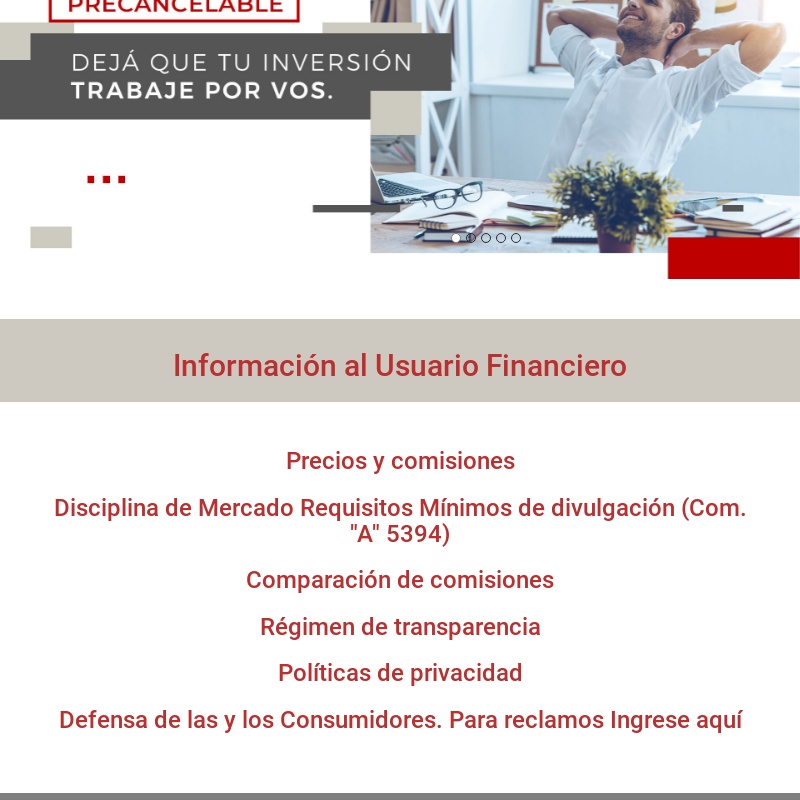 PRECANCELABLE
DEJÁ QUE TU INVERSIÓN
TRABAJE POR VOS.
...
Información al Usuario Financiero
Precios y comisiones
Disciplina de Mercado Requisitos Mínimos de divulgación (Com.
"A" 5394)
Comparación de comisiones
Régimen de transparencia
Políticas de privacidad
Defensa de las y los Consumidores. Para reclamos Ingrese aquí